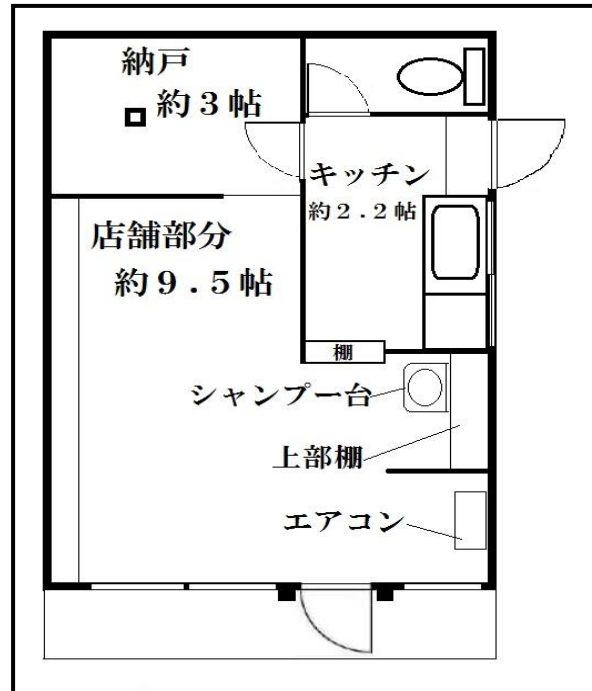 納戸
約3帖
キッチン
約2.2帖
店舗部分
約9.5帖
棚
シャンプー台
上部棚
エアコン